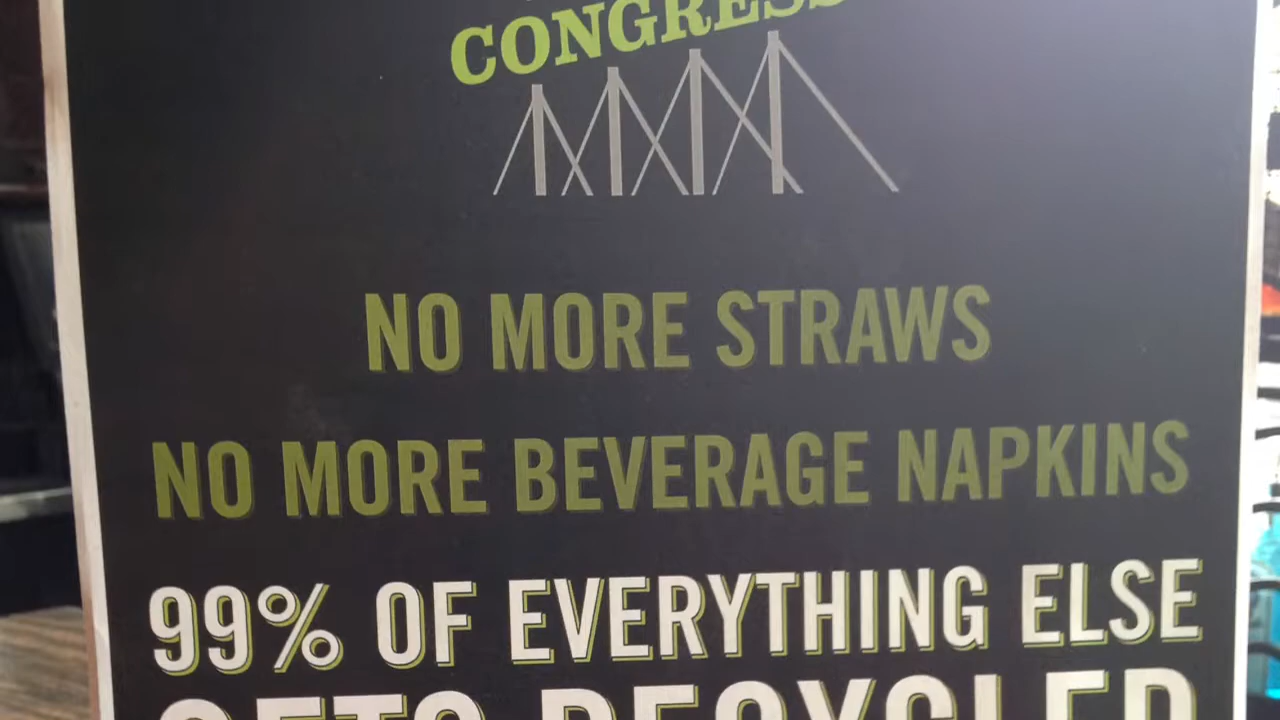 CONGRESS
NO MORE STRAWS
NO MORE BEVERAGE NAPKINS
99% OF EVERYTHING ELSE
GETS RECYCLED